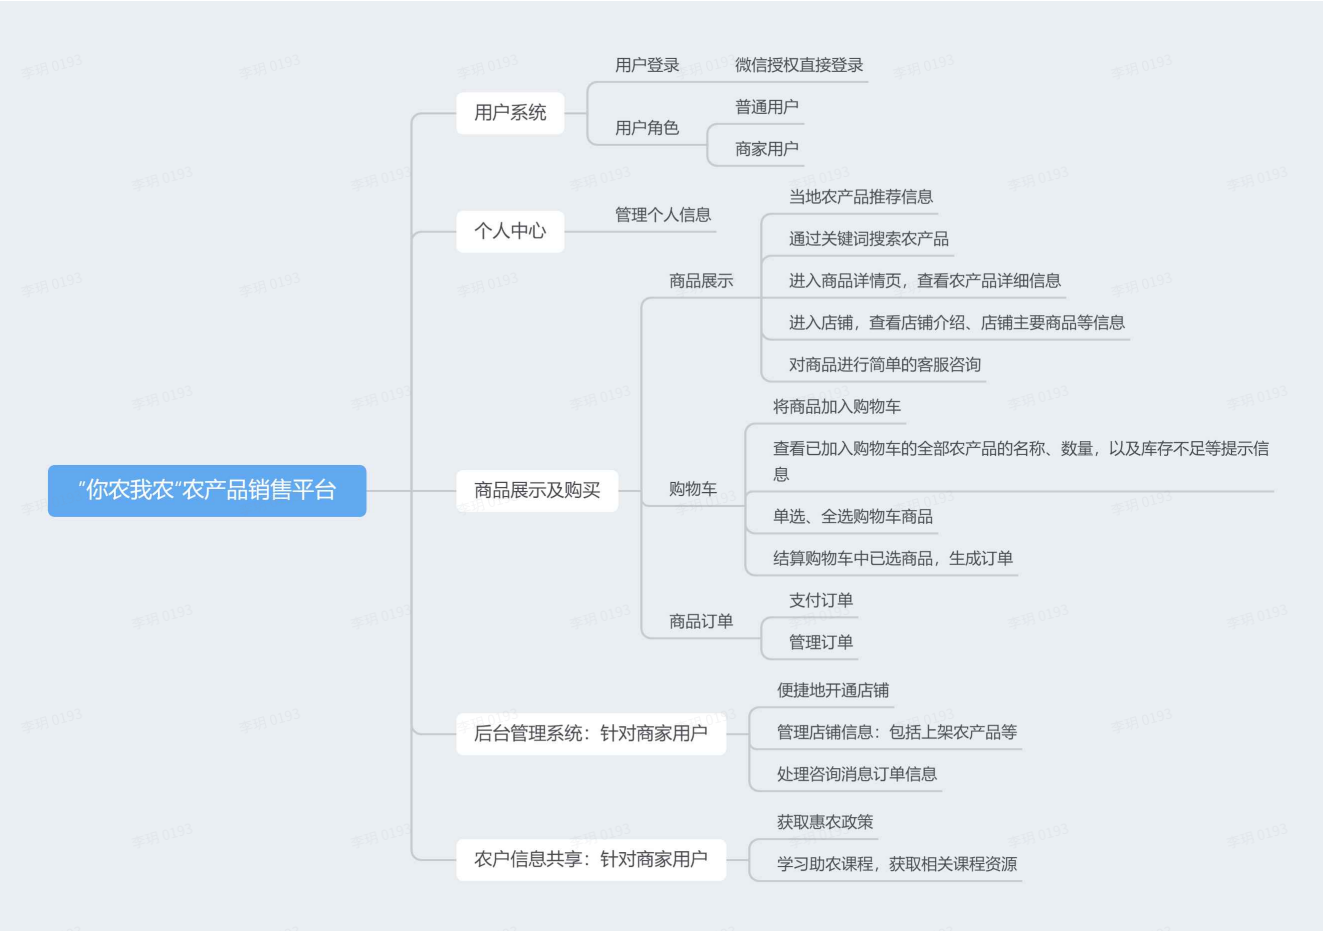 用户登录
微信授权直接登录
用户系统
用户角色
普通用户
商家用户
个人中心
管理个人信息
当地农产品推荐信息
通过关键词搜索农产品
商品展示
进入商品详情页，查看农产品详细信息
进入店铺，查看店铺介绍、店铺主要商品等信息
对商品进行简单的客服咨询
将商品加入购物车
查看已加入购物车的全部农产品的名称、数量，以及库存不足等提示信
息
“你农我农“农产品销售平台
商品展示及购买
购物车
单选、全选购物车商品
结算购物车中已选商品，生成订单
商品订单
支付订单
管理订单
便捷地开通店铺
后台管理系统：针对商家用户
管理店铺信息：包括上架农产品等
处理咨询消息订单信息
获取惠农政策
农户信息共享：针对商家用户
学习助农课程，获取相关课程资源
李玥 0193